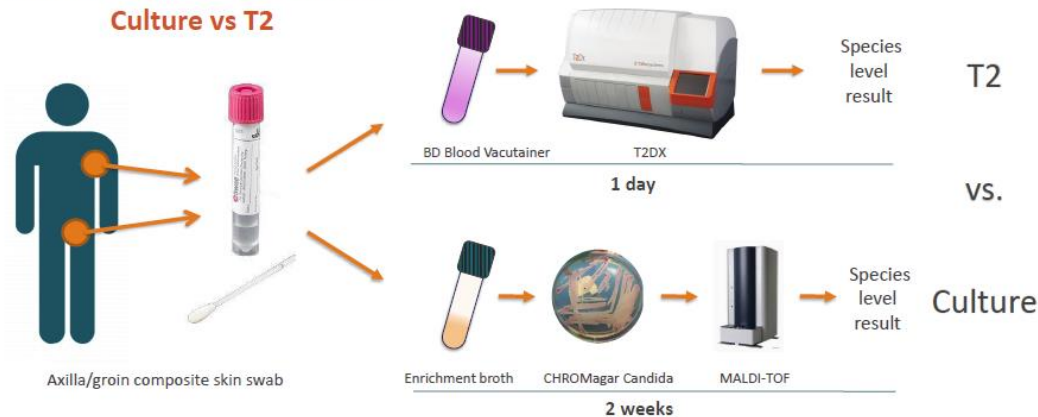 Culture vs T2
Axilla/groin composite skin swab
BD Blood Vacutainer
T2DX
Species
level
result
T2
1 day
vs.
Enrichment broth
CHROMagar Candida
MALDI-TOF
Species
level
result
Culture
2 weeks